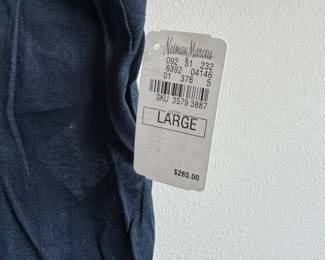 Neiman Marcus
092 51 232
6392 04146
01 376 5
SKU 3579 3887
LARGE
$265.00